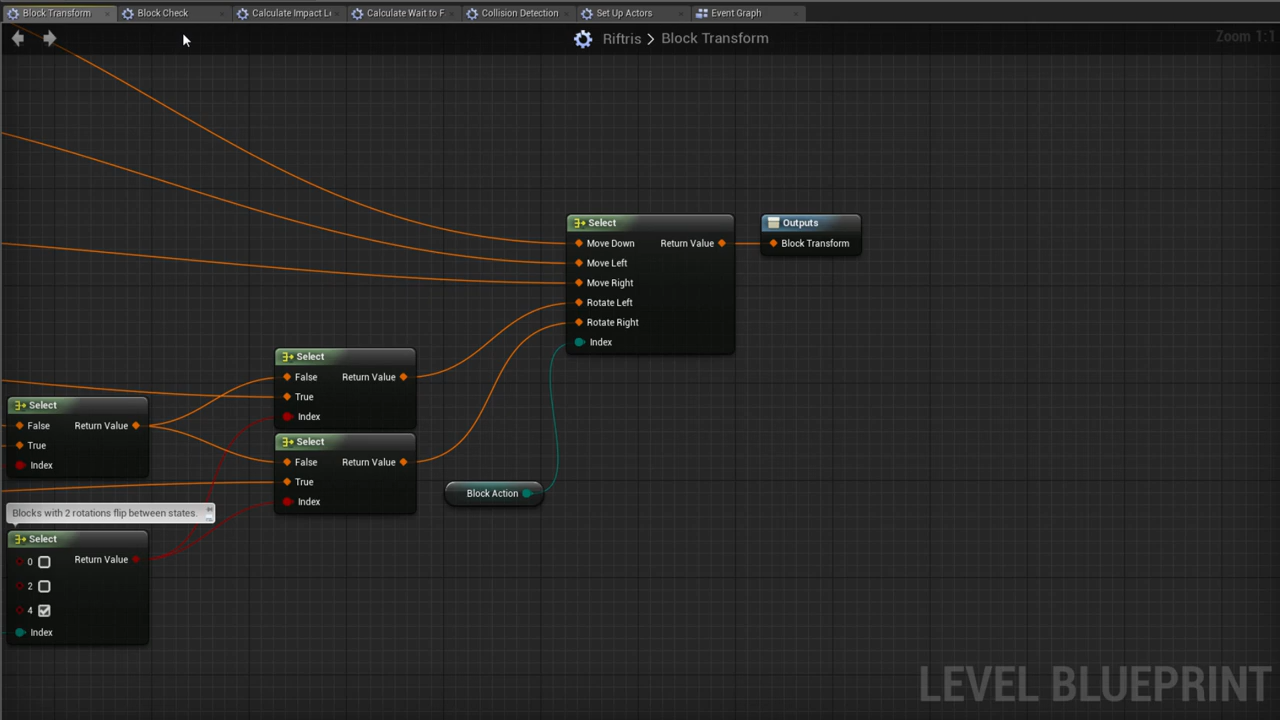 Block Transform
Block Check
Calculate Impact L
Calculate Wait to F
Collision Detection
Set Up Actors
Event Graph
Riftris > Block Transform
Zoom 1:1
Select
Move Down Return Value
Move Left
Move Right
Rotate Left
Rotate Right
Index
Outputs
Block Transform
Select
False Return Value
True
Index
Select
False Return Value
True
Index
Select
False Return Value
True
Index
Block Action
Blocks with 2 rotations flip between states.
Select
0 Return Value
2
4
Index
LEVEL BLUEPRINT